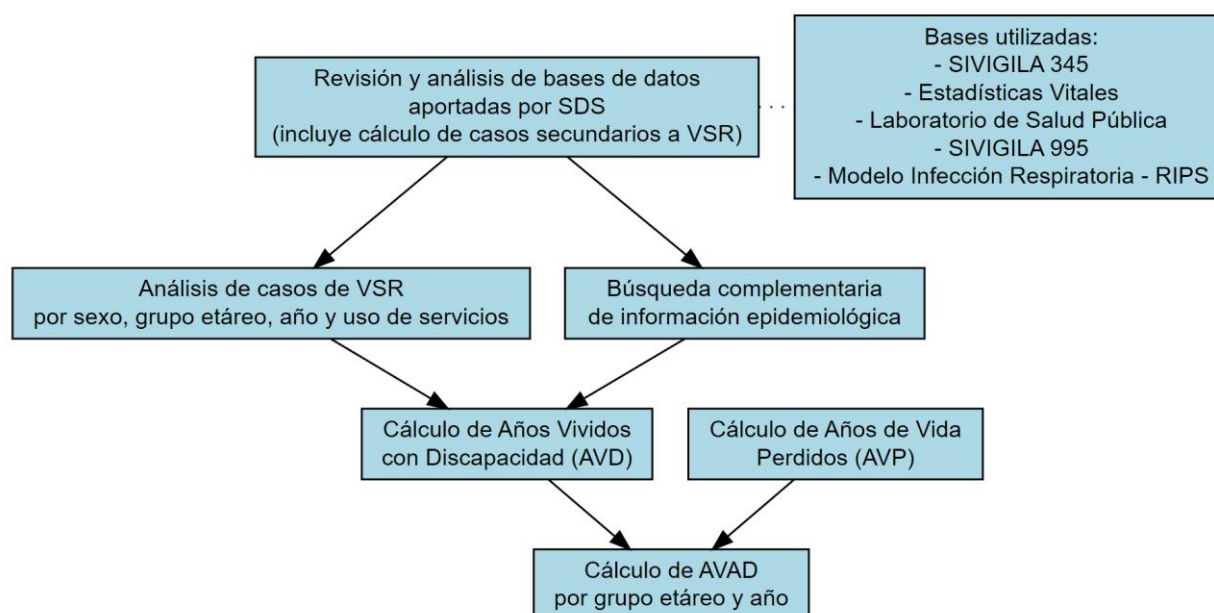 Revisión y análisis de bases de datos
aportadas por SDS
(incluye cálculo de casos secundarios a VSR)
Bases utilizadas:
- SIVIGILA 345
- Estadísticas Vitales
- Laboratorio de Salud Pública
- SIVIGILA 995
- Modelo Infección Respiratoria - RIPS
Análisis de casos de VSR
por sexo, grupo etáreo, año y uso de servicios
Búsqueda complementaria
de información epidemiológica
Cálculo de Años Vividos
con Discapacidad (AVD)
Cálculo de Años de Vida
Perdidos (AVP)
Cálculo de AVAD
por grupo etáreo y año